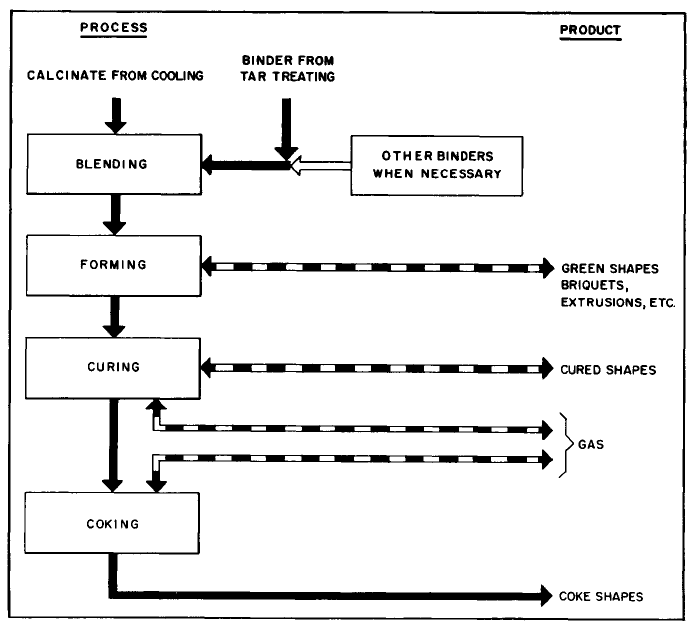 PROCESS
PRODUCT
CALCINATE FROM COOLING
BINDER FROM
TAR TREATING
BLENDING
OTHER BINDERS
WHEN NECESSARY
FORMING
GREEN SHAPES
BRIQUETS,
EXTRUSIONS, ETC.
CURING
CURED SHAPES
GAS
COKING
COKE SHAPES